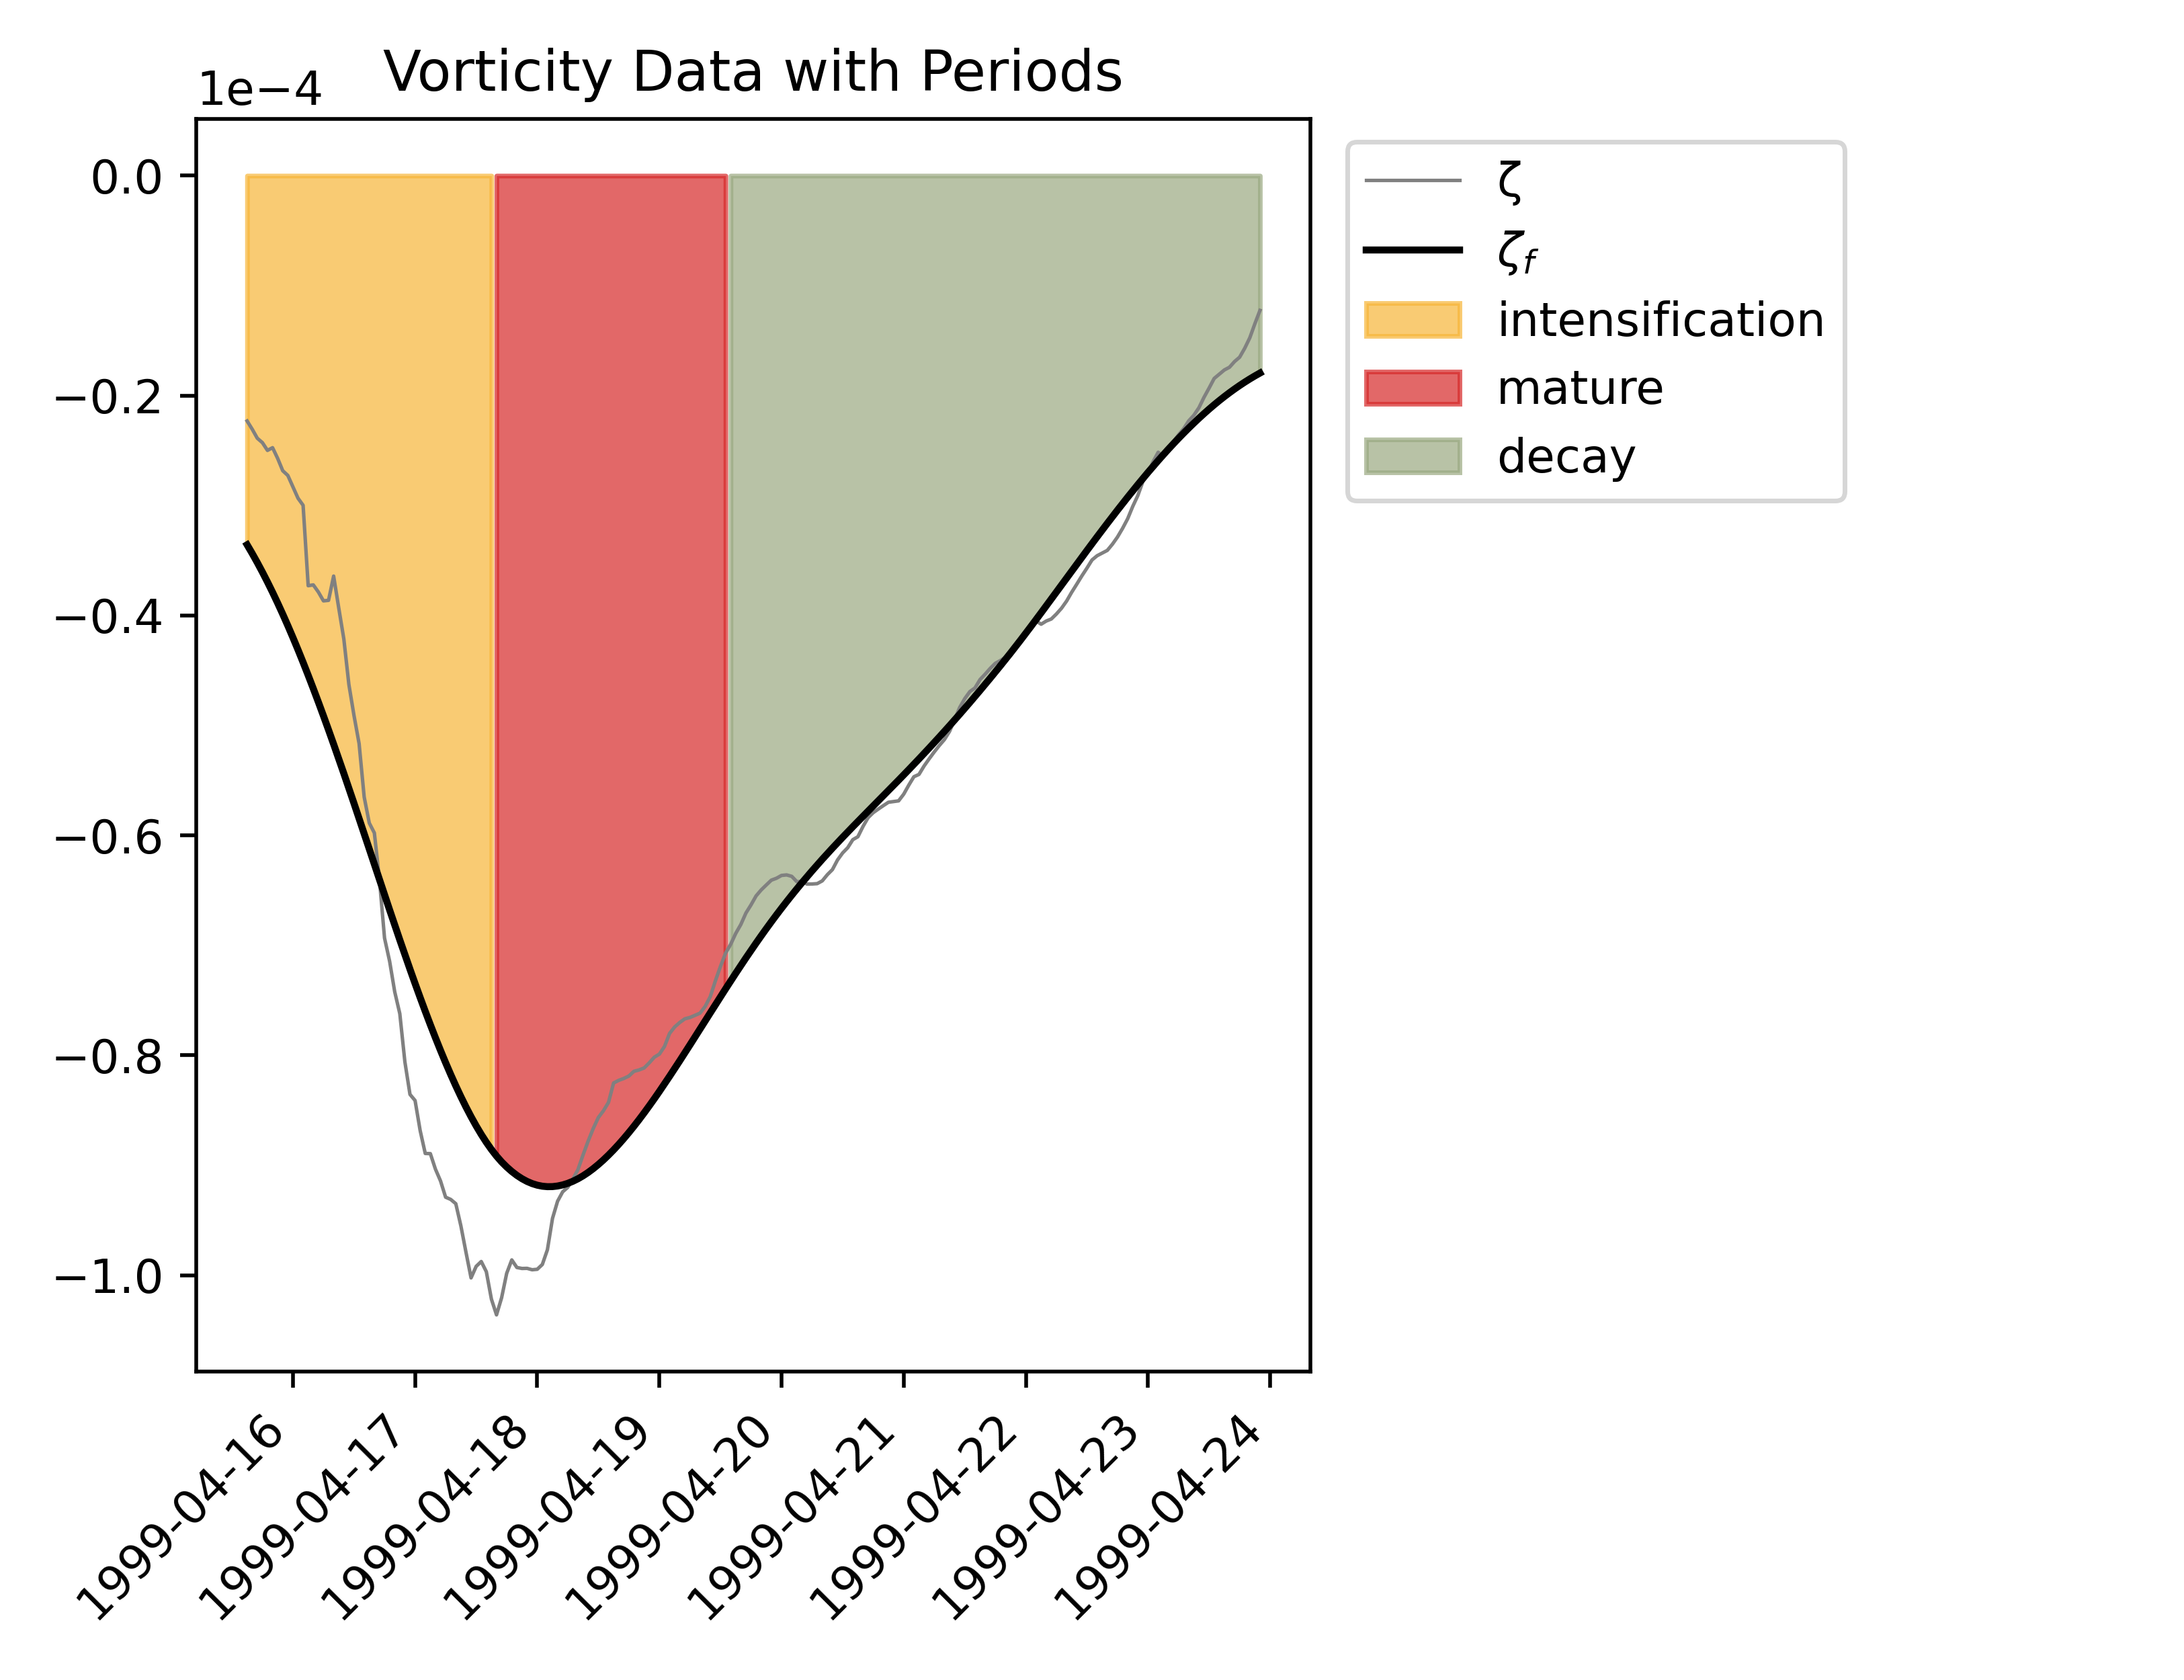 Vorticity Data with Periods
1e−4
0.0
−0.2
−0.4
−0.6
−0.8
−1.0
1999-04-16
1999-04-17
1999-04-18
1999-04-19
1999-04-20
1999-04-21
1999-04-22
1999-04-23
1999-04-24
ζ
ζf
intensification
mature
decay